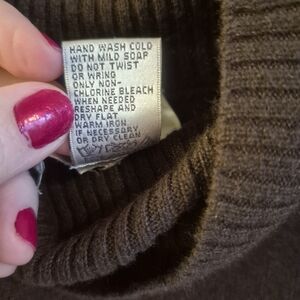 HAND WASH COLD
WITH MILD SOAP
DO NOT TWIST
OR WRING
ONLY NON-
CHLORINE BLEACH
WHEN NEEDED
RESHAPE AND
DRY FLAT
WARM IRON
IF NECESSARY
OR DRY CLEAN